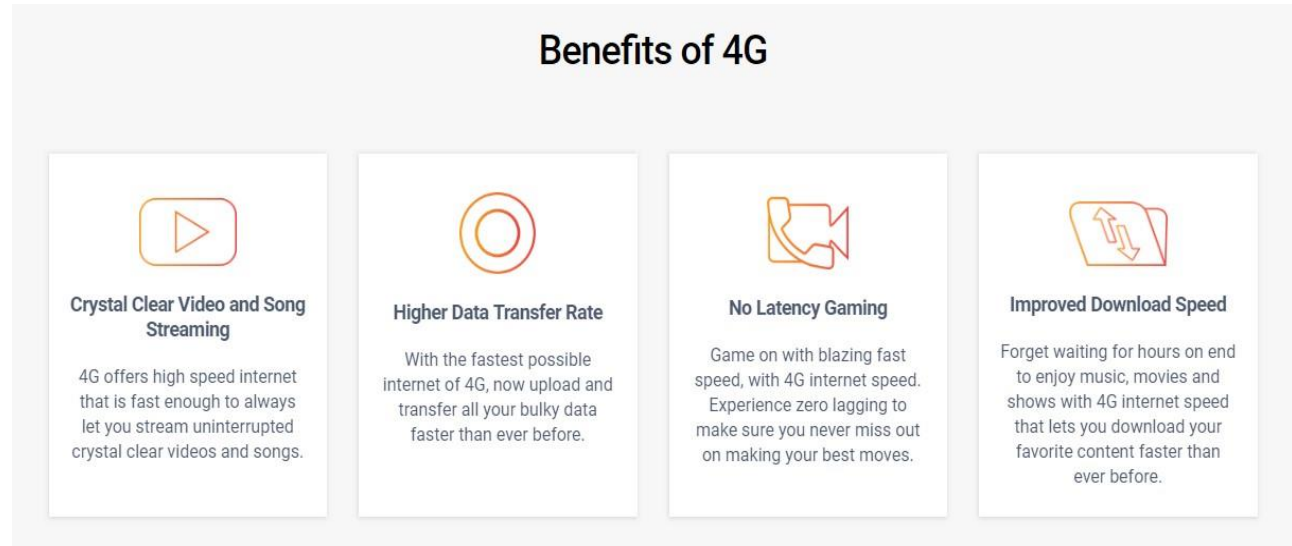 Benefits of 4G
Crystal Clear Video and Song
Streaming
4G offers high speed internet
that is fast enough to always
let you stream uninterrupted
crystal clear videos and songs.
Higher Data Transfer Rate
With the fastest possible
internet of 4G, now upload and
transfer all your bulky data
faster than ever before.
No Latency Gaming
Game on with blazing fast
speed, with 4G internet speed.
Experience zero lagging to
make sure you never miss out
on making your best moves.
Improved Download Speed
Forget waiting for hours on end
to enjoy music, movies and
shows with 4G internet speed
that lets you download your
favorite content faster than
ever before.